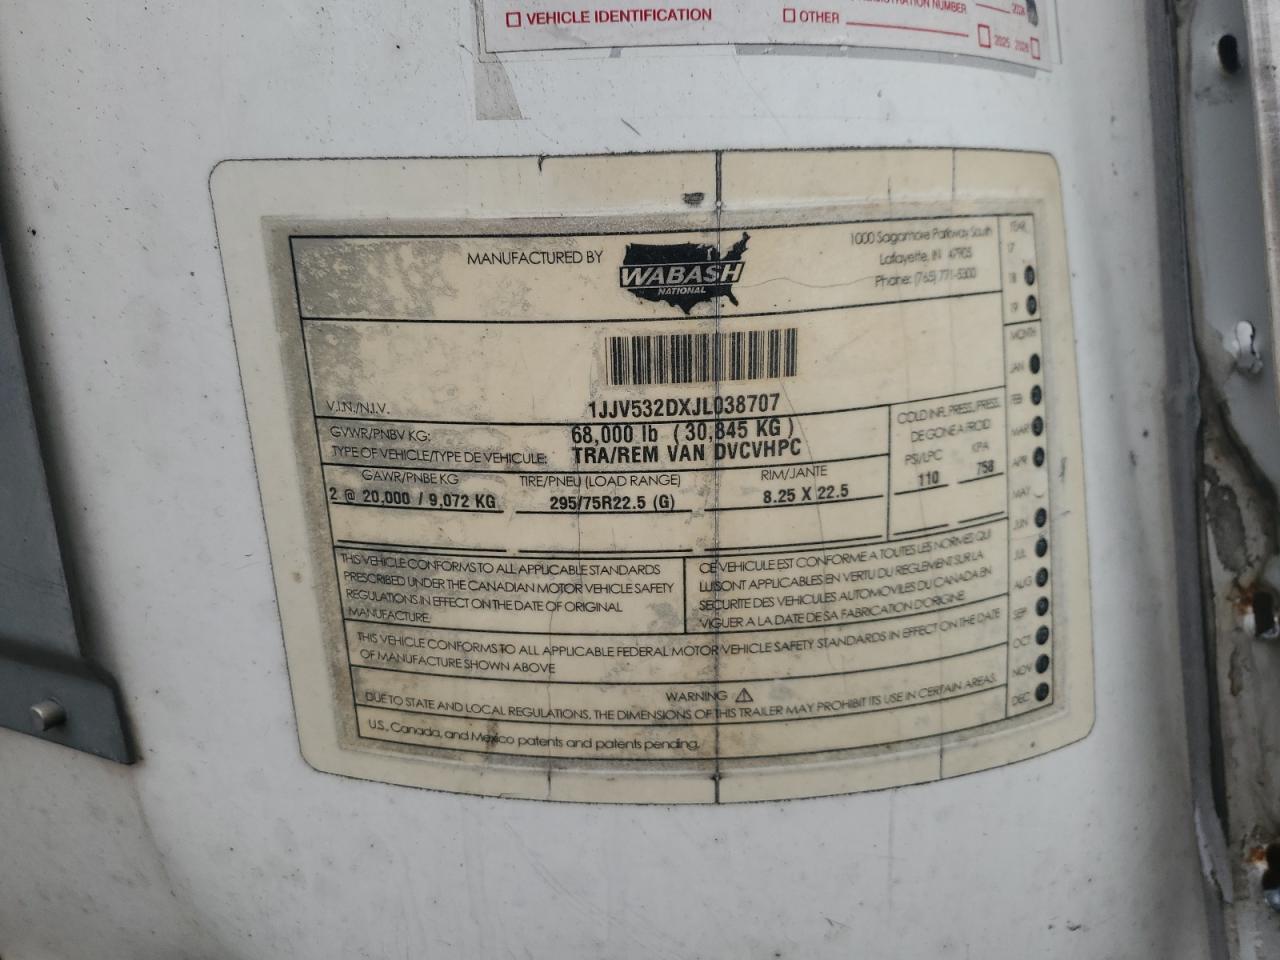 REGISTRATION NUMBER
2024
☐ VEHICLE IDENTIFICATION ☐ OTHER
2025 2026
MANUFACTURED BY
WABASH
NATIONAL
1000 Sagamore Parkway South
Lafayette, IN 47905
Phone: (765) 771-5300
V.I.N./N.I.V. 1JJV532DXJL038707
GVWR/PNBV KG: 68,000 lb ( 30,845 KG )
TYPE OF VEHICLE/TYPE DE VEHICULE: TRA/REM VAN DVCVHPC
GAWR/PNBE KG TIRE/PNEU (LOAD RANGE) RIM/JANTE
2 @ 20,000 / 9,072 KG 295/75R22.5 (G) 8.25 X 22.5
COLD INFL. PRESS./PRESS.
DE GONF. A FROID
PSI/LPC KPA
110 758
THIS VEHICLE CONFORMS TO ALL APPLICABLE STANDARDS
PRESCRIBED UNDER THE CANADIAN MOTOR VEHICLE SAFETY
REGULATIONS IN EFFECT ON THE DATE OF ORIGINAL
MANUFACTURE.
CE VEHICULE EST CONFORME A TOUTES LES NORMES QUI
LUI SONT APPLICABLES EN VERTU DU REGLEMENT SUR LA
SECURITE DES VEHICULES AUTOMOVILES DU CANADA EN
VIGUER A LA DATE DE SA FABRICATION D'ORIGINE.
THIS VEHICLE CONFORMS TO ALL APPLICABLE FEDERAL MOTOR VEHICLE SAFETY STANDARDS IN EFFECT ON THE DATE
OF MANUFACTURE SHOWN ABOVE
WARNING ⚠
DUE TO STATE AND LOCAL REGULATIONS, THE DIMENSIONS OF THIS TRAILER MAY PROHIBIT ITS USE IN CERTAIN AREAS.
U.S., Canada, and Mexico patents and patents pending.
YEAR
17
18
19
MONTH
JAN
FEB
MAR
APR
MAY
JUN
JUL
AUG
SEP
OCT
NOV
DEC